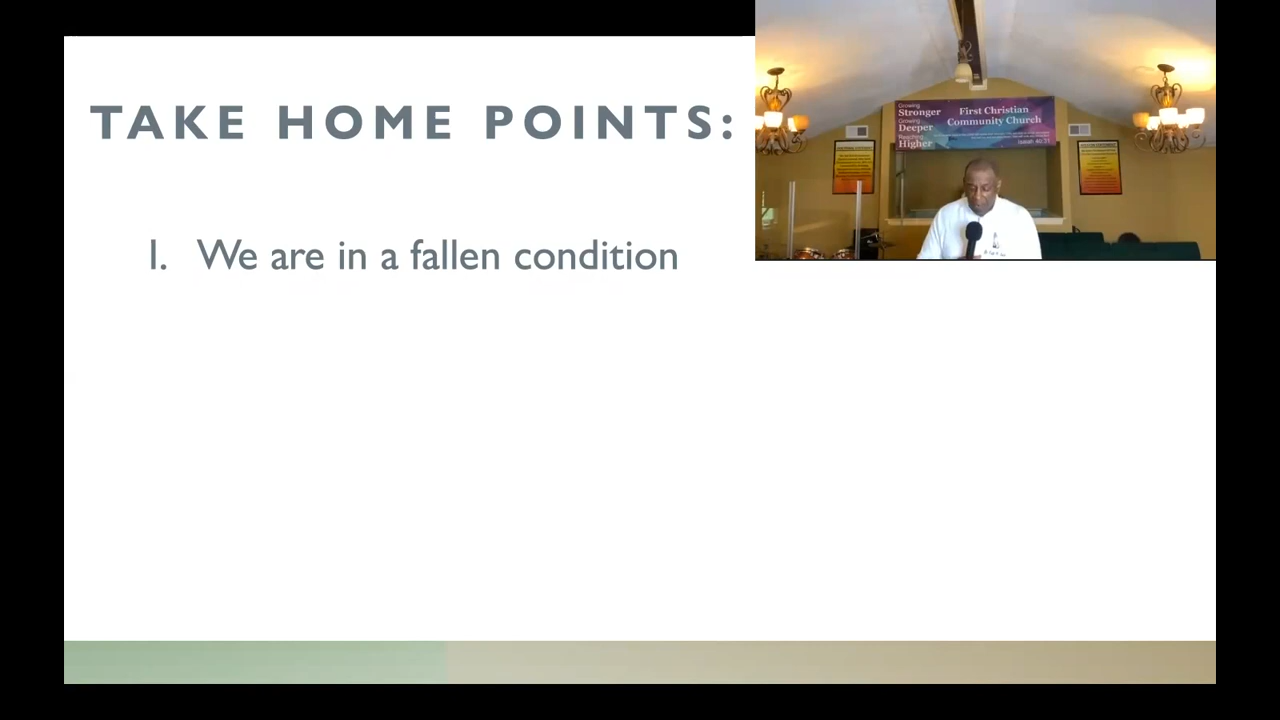 TAKE HOME POINTS:
1. We are in a fallen condition
Growing
Stronger
Growing
Deeper
Reaching
Higher
First Christian
Community Church
Isaiah 40:31